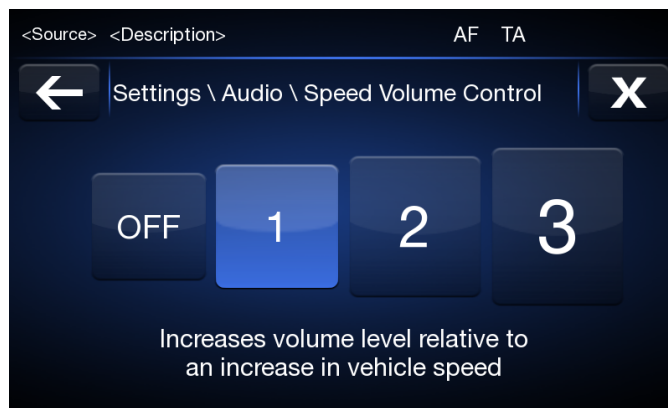 <Source> <Description> AF TA
Settings \ Audio \ Speed Volume Control X
OFF 1 2 3
Increases volume level relative to
an increase in vehicle speed